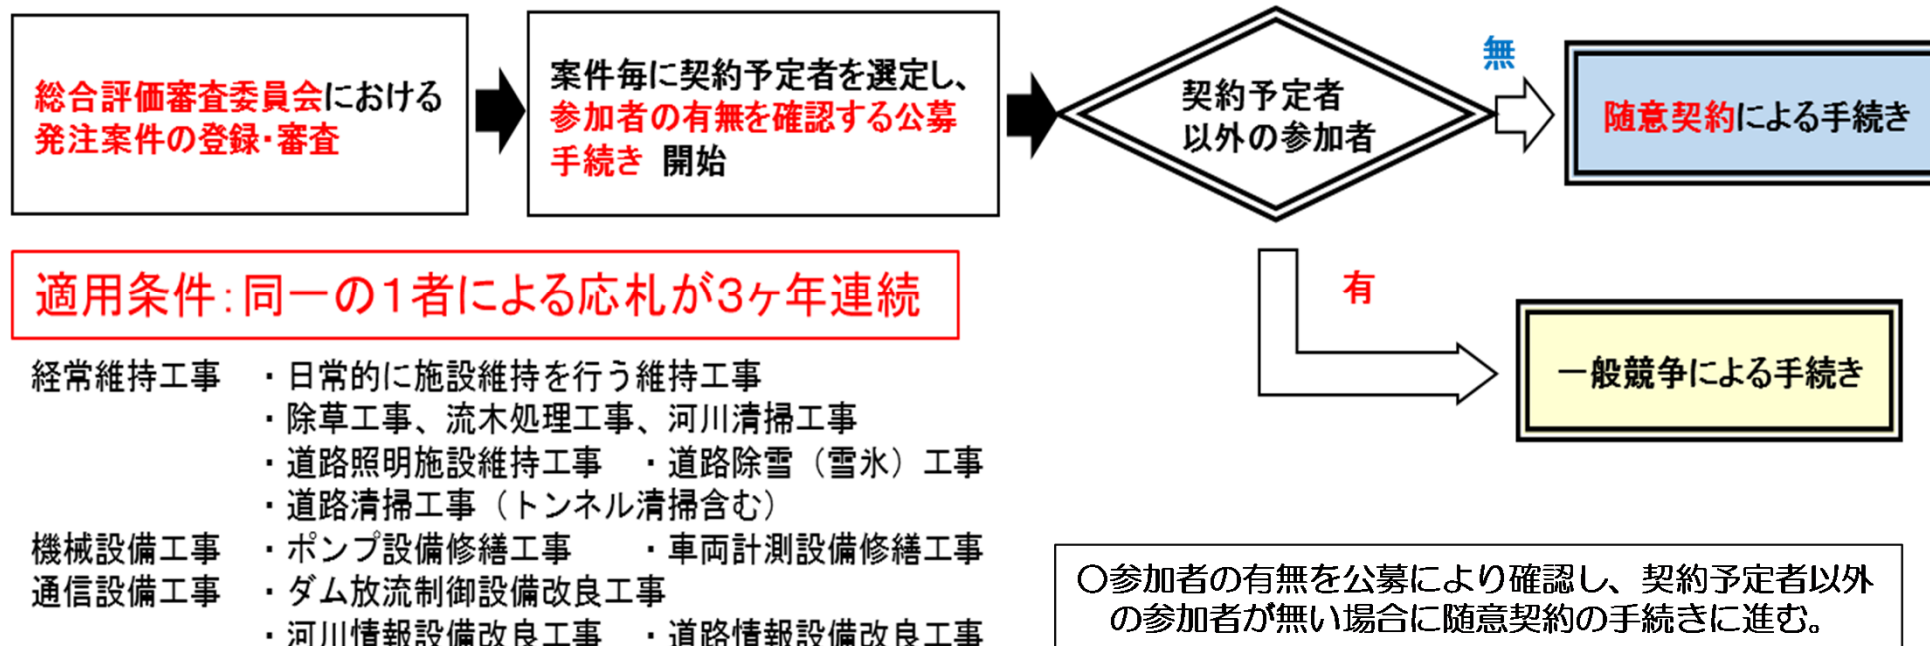 総合評価審査委員会における
発注案件の登録・審査
案件毎に契約予定者を選定し、
参加者の有無を確認する公募
手続き 開始
契約予定者
以外の参加者
無
随意契約による手続き
有
一般競争による手続き
適用条件:同一の1者による応札が3ヶ年連続
経常維持工事 ・日常的に施設維持を行う維持工事
・除草工事、流木処理工事、河川清掃工事
・道路照明施設維持工事 ・道路除雪(雪氷)工事
・道路清掃工事(トンネル清掃含む)
機械設備工事 ・ポンプ設備修繕工事 ・車両計測設備修繕工事
通信設備工事 ・ダム放流制御設備改良工事
・河川情報設備改良工事 ・道路情報設備改良工事
〇参加者の有無を公募により確認し、契約予定者以外
の参加者が無い場合に随意契約の手続きに進む。